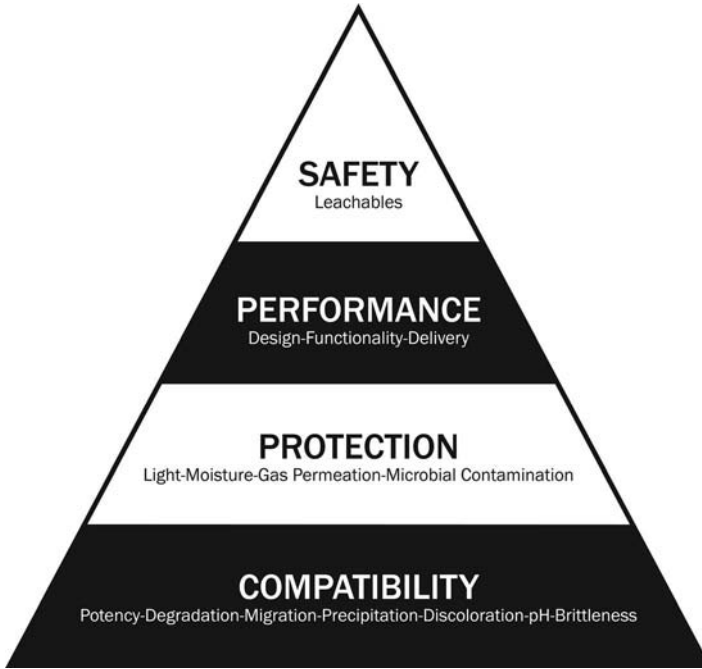 SAFETY
Leachables
PERFORMANCE
Design-Functionality-Delivery
PROTECTION
Light-Moisture-Gas Permeation-Microbial Contamination
COMPATIBILITY
Potency-Degradation-Migration-Precipitation-Discoloration-pH-Brittleness